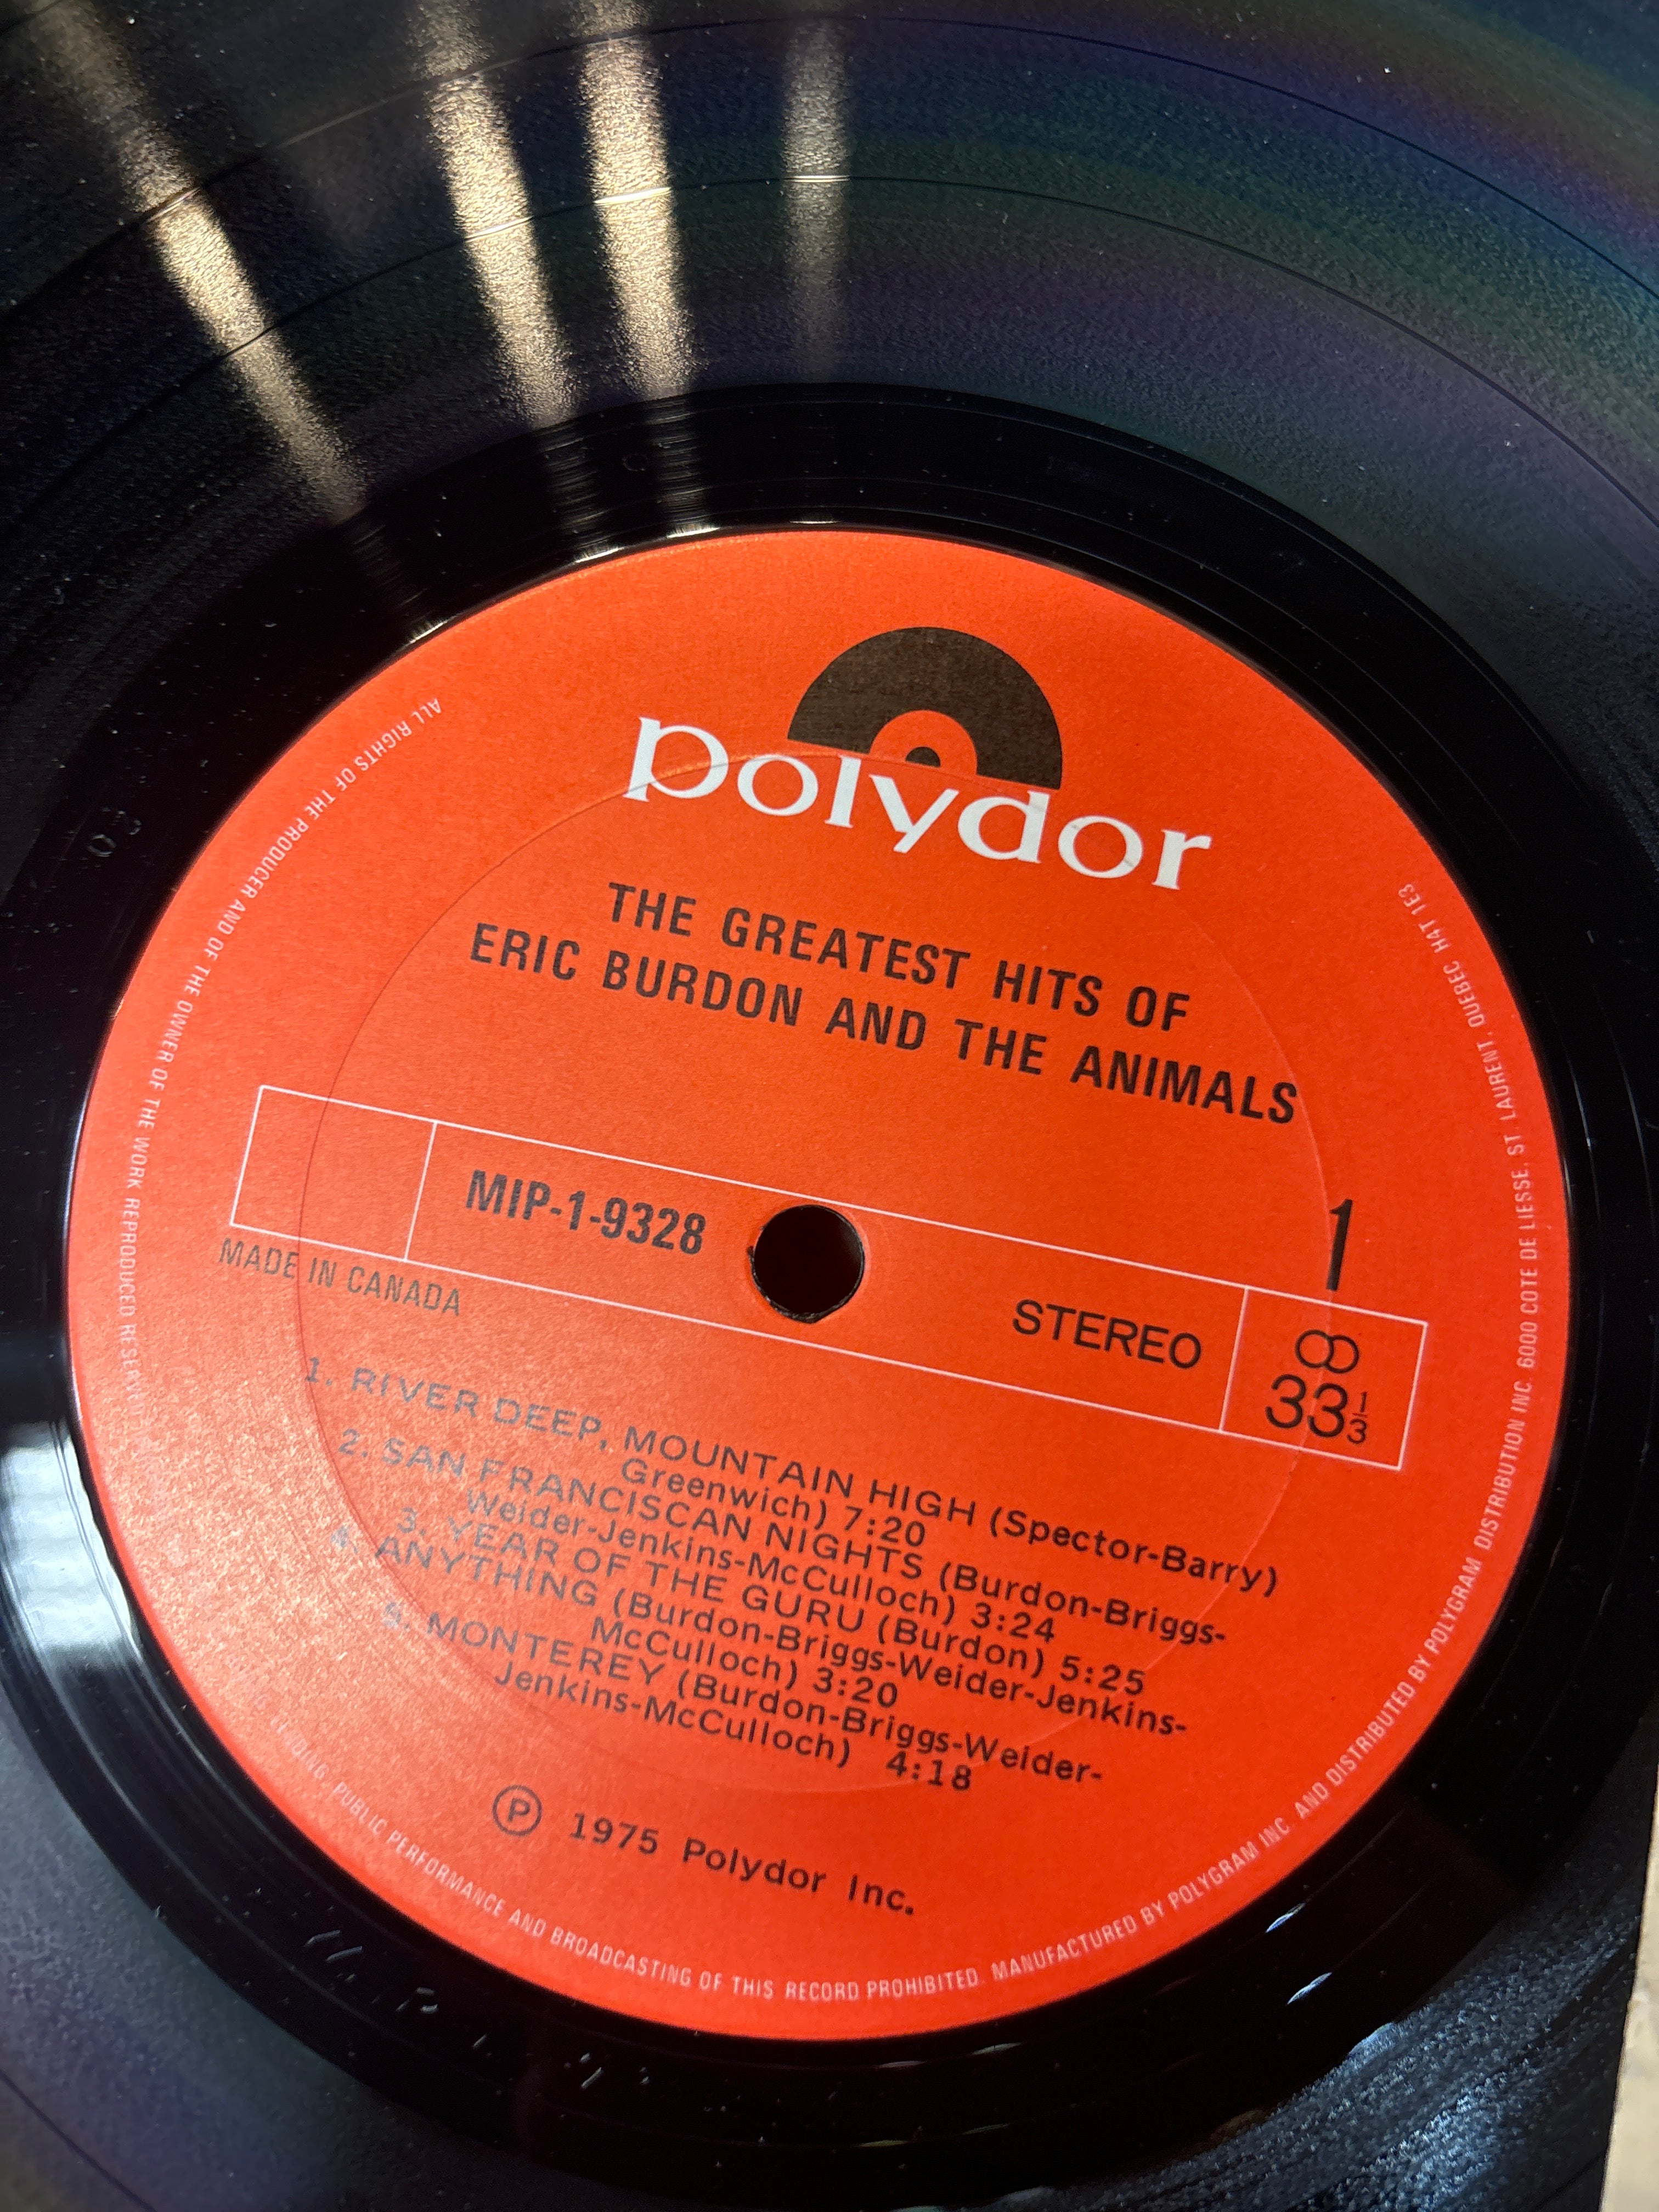 polydor
THE GREATEST HITS OF
ERIC BURDON AND THE ANIMALS
MIP-1-9328
STEREO
1
33 1/3
MADE IN CANADA
1. RIVER DEEP, MOUNTAIN HIGH (Spector-Barry)
Greenwich) 7:20
2. SAN FRANCISCAN NIGHTS (Burdon-Briggs-
Weider-Jenkins-McCulloch) 3:24
3. YEAR OF THE GURU (Burdon) 5:25
4. ANYTHING (Burdon-Briggs-Weider-Jenkins-
McCulloch) 3:20
5. MONTEREY (Burdon-Briggs-Weider-
Jenkins-McCulloch) 4:18
Ⓟ 1975 Polydor Inc.
ALL RIGHTS OF THE PRODUCER AND OF THE OWNER OF THE WORK REPRODUCED RESERVED. PUBLIC PERFORMANCE AND BROADCASTING OF THIS RECORD PROHIBITED. MANUFACTURED BY POLYGRAM INC. AND DISTRIBUTED BY POLYGRAM DISTRIBUTION INC. 6000 COTE DE LIESSE, ST. LAURENT, QUEBEC H4T 1E3